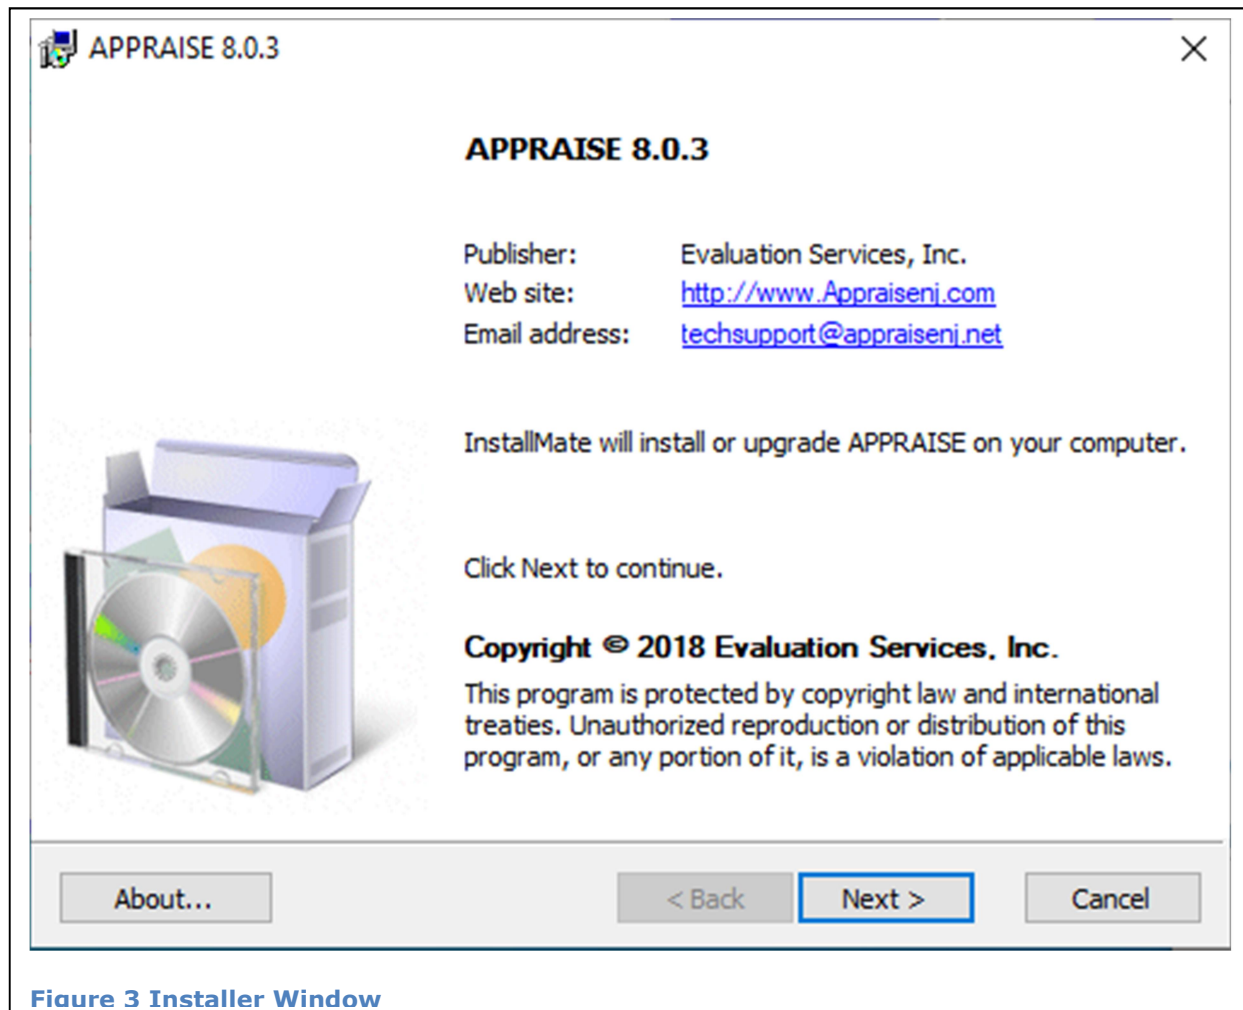 APPRAISE 8.0.3
APPRAISE 8.0.3
Publisher: Evaluation Services, Inc.
Web site: http://www.Appraisenj.com
Email address: techsupport@appraisenj.net
InstallMate will install or upgrade APPRAISE on your computer.
Click Next to continue.
Copyright © 2018 Evaluation Services, Inc.
This program is protected by copyright law and international
treaties. Unauthorized reproduction or distribution of this
program, or any portion of it, is a violation of applicable laws.
About... < Back Next > Cancel
Figure 3 Installer Window